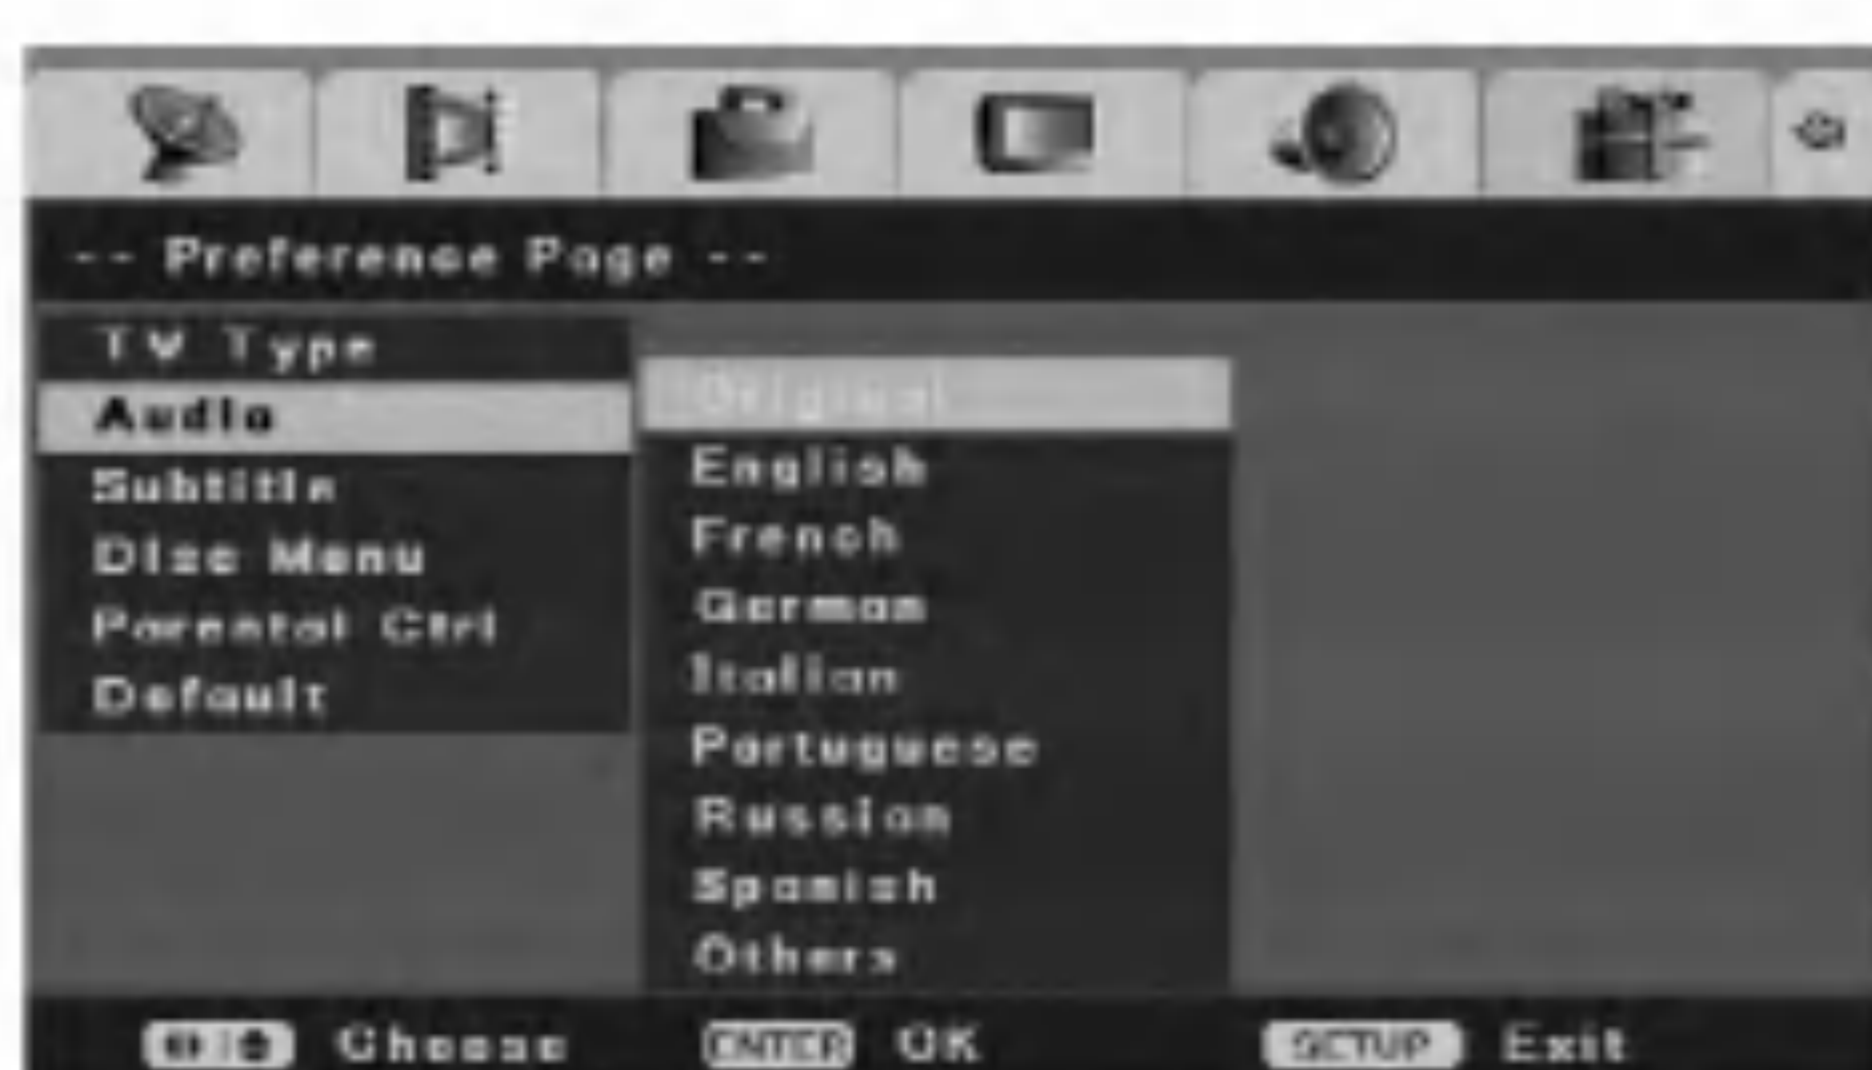 -- Preference Page --
TV Type
Audio
Subtitle
Disc Menu
Parental Ctrl
Default
Original
English
French
German
Italian
Portuguese
Russian
Spanish
Others
Choose ENTER OK SETUP Exit